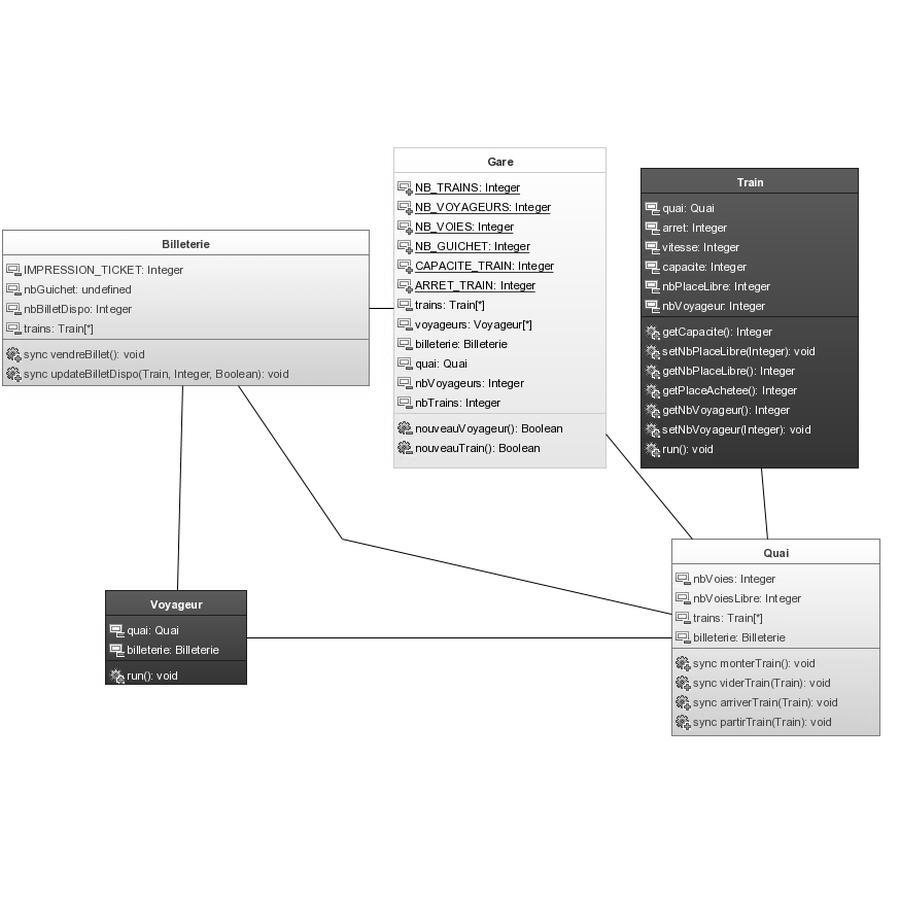 Gare
NB_TRAINS: Integer
NB_VOYAGEURS: Integer
NB_VOIES: Integer
NB_GUICHET: Integer
CAPACITE_TRAIN: Integer
ARRET_TRAIN: Integer
trains: Train[*]
voyageurs: Voyageur[*]
billeterie: Billeterie
quai: Quai
nbVoyageurs: Integer
nbTrains: Integer
nouveauVoyageur(): Boolean
nouveauTrain(): Boolean
Train
quai: Quai
arret: Integer
vitesse: Integer
capacite: Integer
nbPlaceLibre: Integer
nbVoyageur: Integer
getCapacite(): Integer
setNbPlaceLibre(Integer): void
getNbPlaceLibre(): Integer
getPlaceAchetee(): Integer
getNbVoyageur(): Integer
setNbVoyageur(Integer): void
run(): void
Billeterie
IMPRESSION_TICKET: Integer
nbGuichet: undefined
nbBilletDispo: Integer
trains: Train[*]
sync vendreBillet(): void
sync updateBilletDispo(Train, Integer, Boolean): void
Quai
nbVoies: Integer
nbVoiesLibre: Integer
trains: Train[*]
billeterie: Billeterie
sync monterTrain(): void
sync viderTrain(Train): void
sync arriverTrain(Train): void
sync partirTrain(Train): void
Voyageur
quai: Quai
billeterie: Billeterie
run(): void